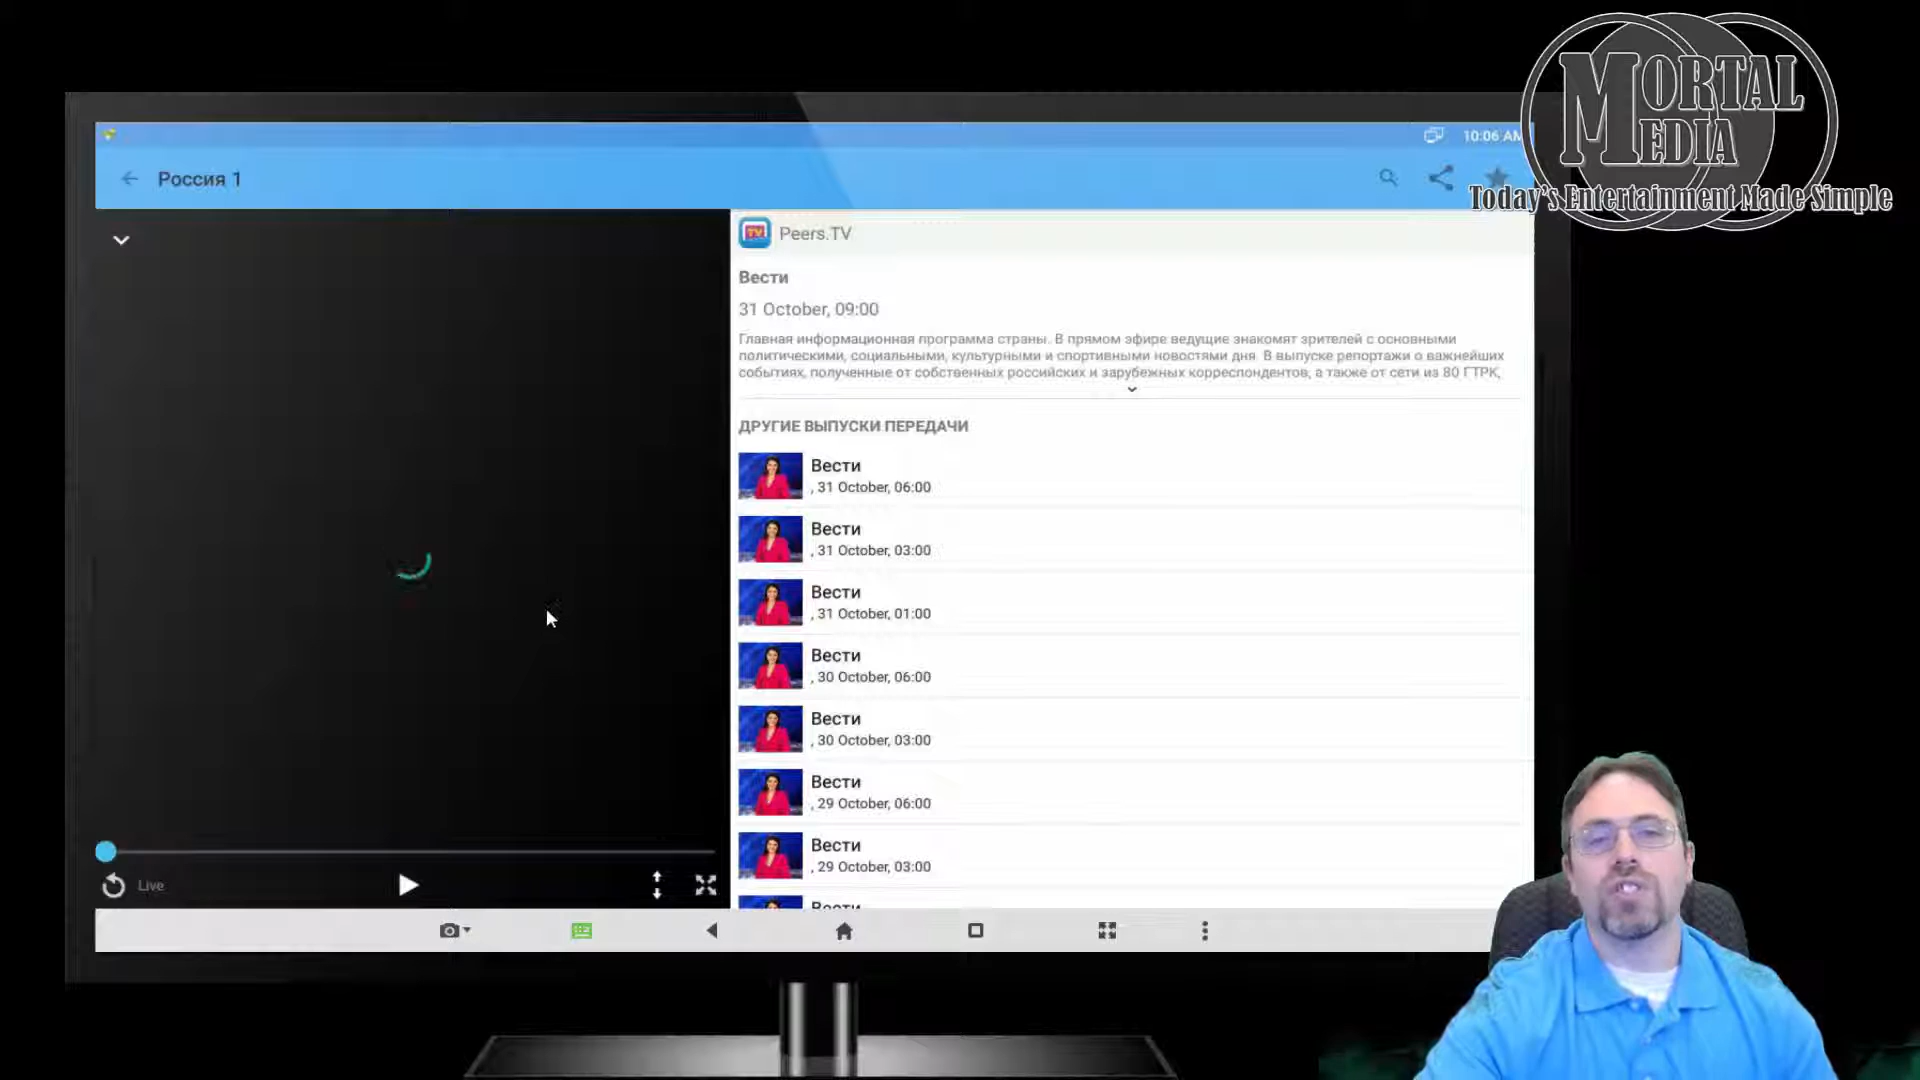 MORTAL
MEDIA
Today's Entertainment Made Simple
10:06 AM
Россия 1
Peers.TV
Вести
31 October, 09:00
Главная информационная программа страны. В прямом эфире ведущие знакомят зрителей с основными
политическими, социальными, культурными и спортивными новостями дня. В выпуске репортажи о важнейших
событиях, полученные от собственных российских и зарубежных корреспондентов, а также от сети из 80 ГТРК,
ДРУГИЕ ВЫПУСКИ ПЕРЕДАЧИ
Вести
, 31 October, 06:00
Вести
, 31 October, 03:00
Вести
, 31 October, 01:00
Вести
, 30 October, 06:00
Вести
, 30 October, 03:00
Вести
, 29 October, 06:00
Вести
, 29 October, 03:00
Вести
Live